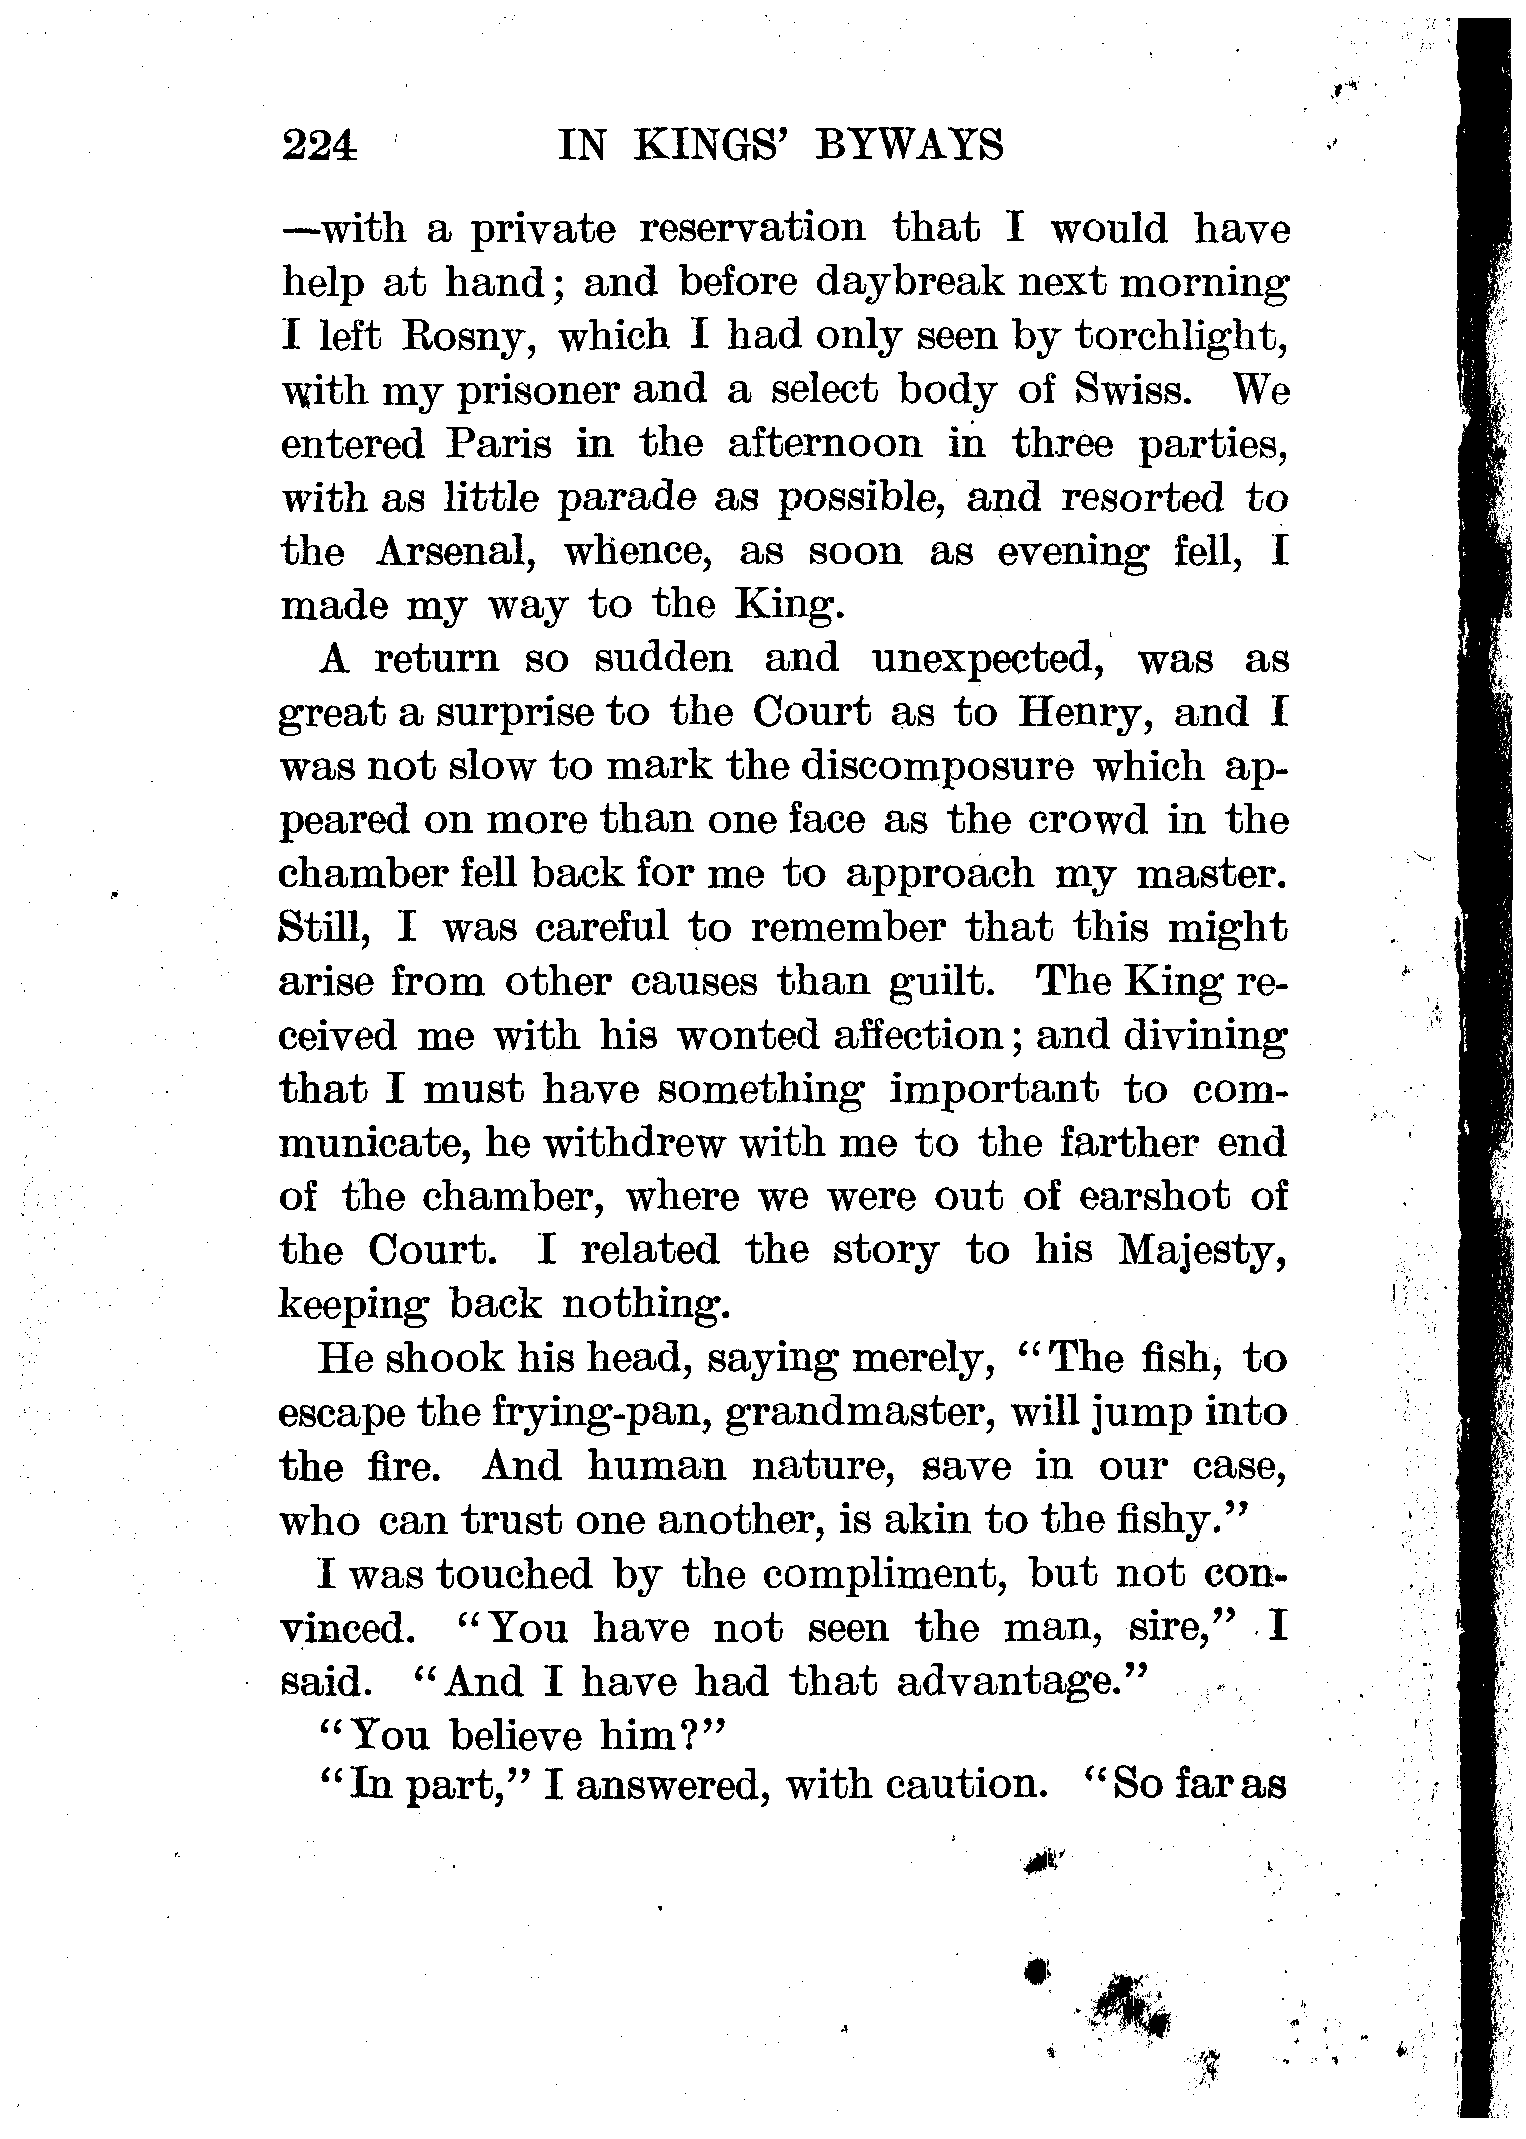 224 IN KINGS' BYWAYS
—with a private reservation that I would have
help at hand; and before daybreak next morning
I left Rosny, which I had only seen by torchlight,
with my prisoner and a select body of Swiss. We
entered Paris in the afternoon in three parties,
with as little parade as possible, and resorted to
the Arsenal, whence, as soon as evening fell, I
made my way to the King.
A return so sudden and unexpected, was as
great a surprise to the Court as to Henry, and I
was not slow to mark the discomposure which ap-
peared on more than one face as the crowd in the
chamber fell back for me to approach my master.
Still, I was careful to remember that this might
arise from other causes than guilt. The King re-
ceived me with his wonted affection; and divining
that I must have something important to com-
municate, he withdrew with me to the farther end
of the chamber, where we were out of earshot of
the Court. I related the story to his Majesty,
keeping back nothing.
He shook his head, saying merely, "The fish, to
escape the frying-pan, grandmaster, will jump into
the fire. And human nature, save in our case,
who can trust one another, is akin to the fishy."
I was touched by the compliment, but not con-
vinced. "You have not seen the man, sire," I
said. "And I have had that advantage."
"You believe him?"
"In part," I answered, with caution. "So far as